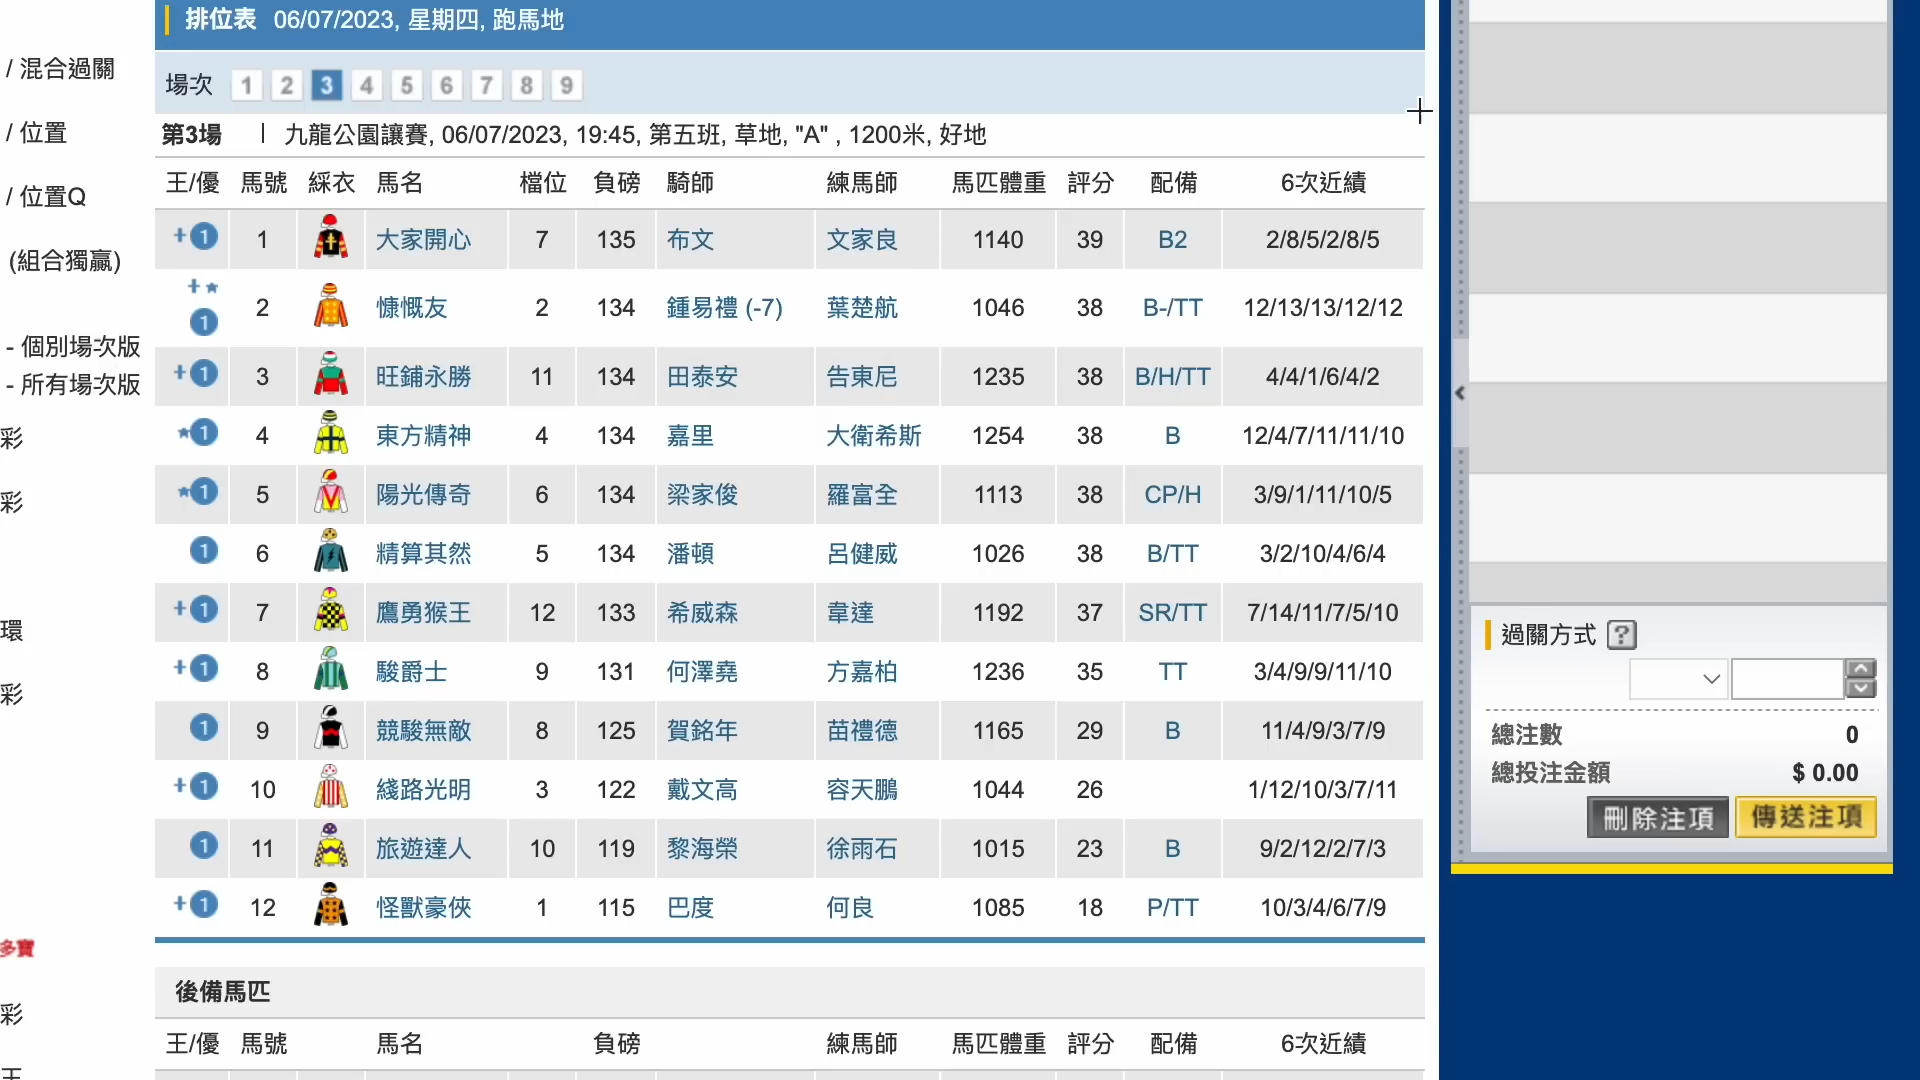 排位表 06/07/2023, 星期四, 跑馬地
/ 混合過關
/ 位置
/ 位置Q
(組合獨贏)
- 個別場次版
- 所有場次版
彩
彩
環
彩
多寶
彩
場次 1 2 3 4 5 6 7 8 9
第3場 | 九龍公園讓賽, 06/07/2023, 19:45, 第五班, 草地, "A" , 1200米, 好地
王/優 馬號 綵衣 馬名 檔位 負磅 騎師 練馬師 馬匹體重 評分 配備 6次近績
+ 1 1 大家開心 7 135 布文 文家良 1140 39 B2 2/8/5/2/8/5
+ ★ 1 2 慷慨友 2 134 鍾易禮 (-7) 葉楚航 1046 38 B-/TT 12/13/13/12/12
+ 1 3 旺鋪永勝 11 134 田泰安 告東尼 1235 38 B/H/TT 4/4/1/6/4/2
★ 1 4 東方精神 4 134 嘉里 大衛希斯 1254 38 B 12/4/7/11/11/10
★ 1 5 陽光傳奇 6 134 梁家俊 羅富全 1113 38 CP/H 3/9/1/11/10/5
1 6 精算其然 5 134 潘頓 呂健威 1026 38 B/TT 3/2/10/4/6/4
+ 1 7 鷹勇猴王 12 133 希威森 韋達 1192 37 SR/TT 7/14/11/7/5/10
+ 1 8 駿爵士 9 131 何澤堯 方嘉柏 1236 35 TT 3/4/9/9/11/10
1 9 競駿無敵 8 125 賀銘年 苗禮德 1165 29 B 11/4/9/3/7/9
+ 1 10 綫路光明 3 122 戴文高 容天鵬 1044 26 1/12/10/3/7/11
1 11 旅遊達人 10 119 黎海榮 徐雨石 1015 23 B 9/2/12/2/7/3
+ 1 12 怪獸豪俠 1 115 巴度 何良 1085 18 P/TT 10/3/4/6/7/9
後備馬匹
王/優 馬號 馬名 負磅 練馬師 馬匹體重 評分 配備 6次近績
過關方式 ?
總注數 0
總投注金額 $ 0.00
刪除注項 傳送注項